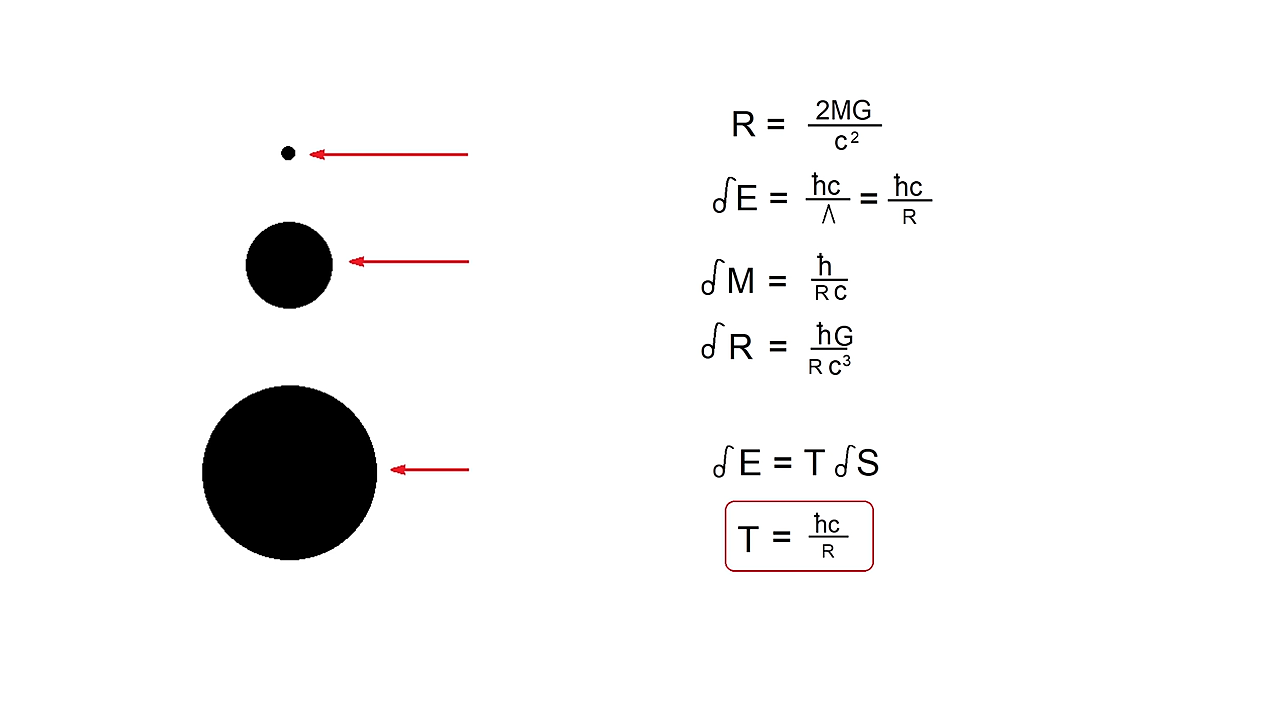 R = 2MG / c²
δE = ħc / Λ = ħc / R
δM = ħ / Rc
δR = ħG / Rc³
δE = TδS
T = ħc / R